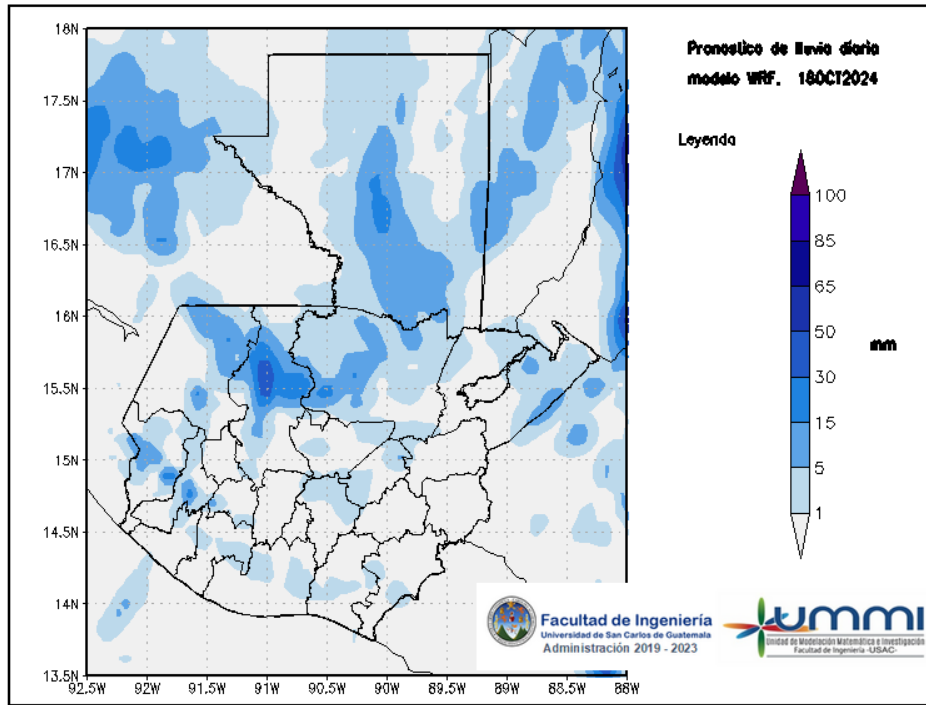 18N
17.5N
17N
16.5N
16N
15.5N
15N
14.5N
14N
13.5N
92.5W
92W
91.5W
91W
90.5W
90W
89.5W
89W
88.5W
88W
Pronostico de lluvia diaria
modelo WRF. 18OCT2024
Leyenda
100
85
65
50
30
15
5
1
mm
Facultad de Ingeniería
Universidad de San Carlos de Guatemala
Administración 2019 - 2023
ummi
Unidad de Modelación Matemática e Investigación
Facultad de Ingeniería -USAC-